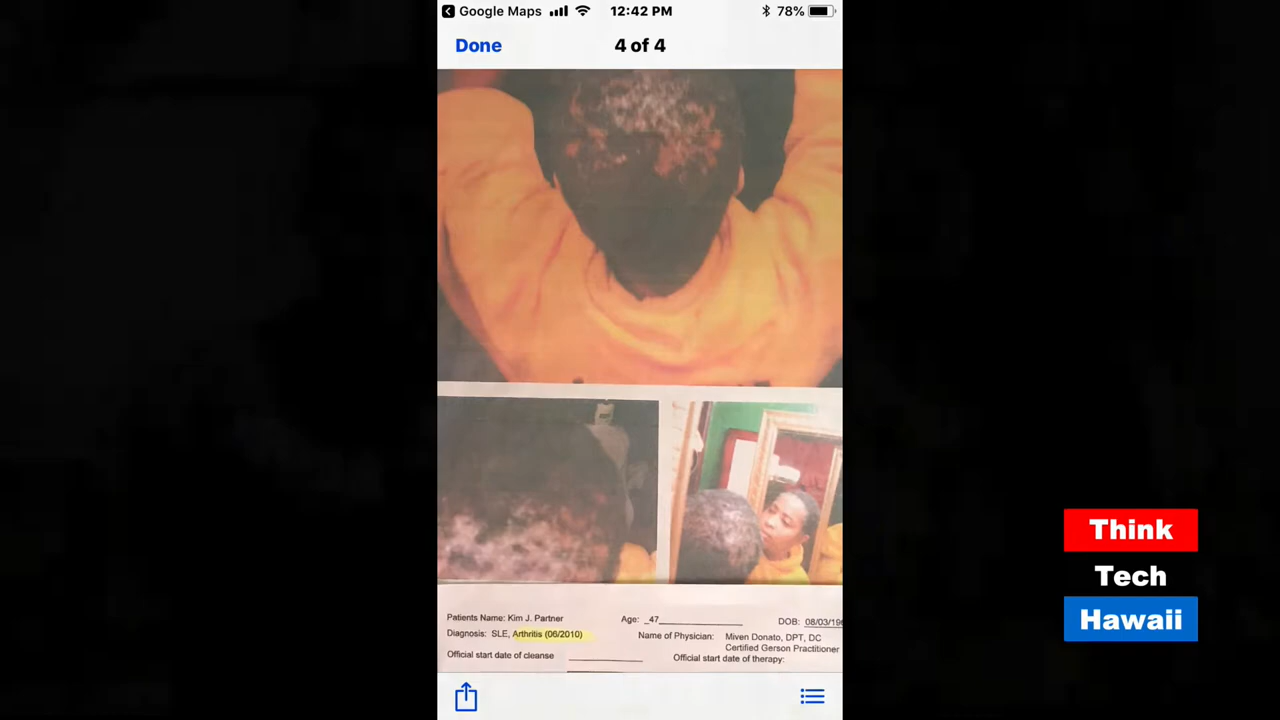 Google Maps 12:42 PM 78%
Done 4 of 4
Think
Tech
Hawaii
Patients Name: Kim J. Partner Age: _47 DOB: 08/03/19
Diagnosis: SLE, Arthritis (06/2010) Name of Physician: Miven Donato, DPT, DC
Certified Gerson Practitioner
Official start date of cleanse Official start date of therapy: